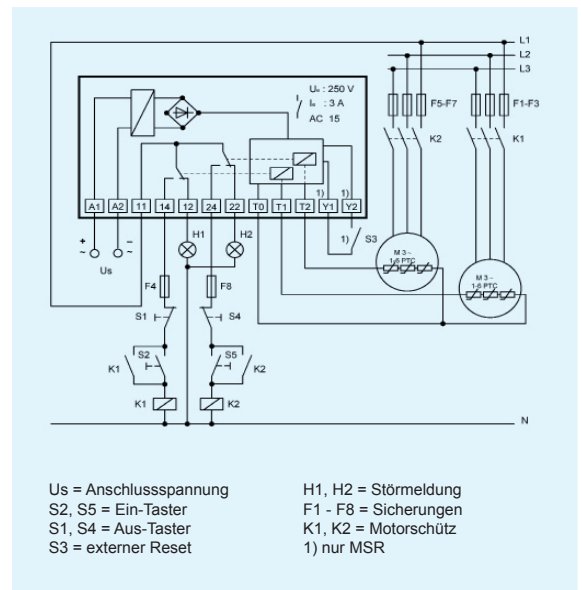 L1
L2
L3
Uₙ : 250 V
Iₙ : 3 A
AC 15
F5-F7
F1-F3
K2
K1
1) 1)
A1 A2 11 14 12 24 22 T0 T1 T2 Y1 Y2
+ ~
− ~
Us
H1
H2
1)
S3
M 3 ~
1-6 PTC
M 3 ~
1-6 PTC
F4
F8
S1
S4
S2
S5
K1
K2
K1
K2
N
Us = Anschlussspannung
S2, S5 = Ein-Taster
S1, S4 = Aus-Taster
S3 = externer Reset
H1, H2 = Störmeldung
F1 - F8 = Sicherungen
K1, K2 = Motorschütz
1) nur MSR